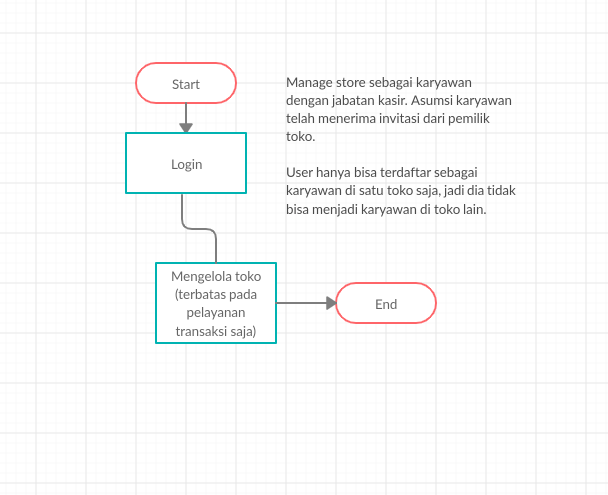 Start
Manage store sebagai karyawan
dengan jabatan kasir. Asumsi karyawan
telah menerima invitasi dari pemilik
toko.
Login
User hanya bisa terdaftar sebagai
karyawan di satu toko saja, jadi dia tidak
bisa menjadi karyawan di toko lain.
Mengelola toko
(terbatas pada
pelayanan
transaksi saja)
End